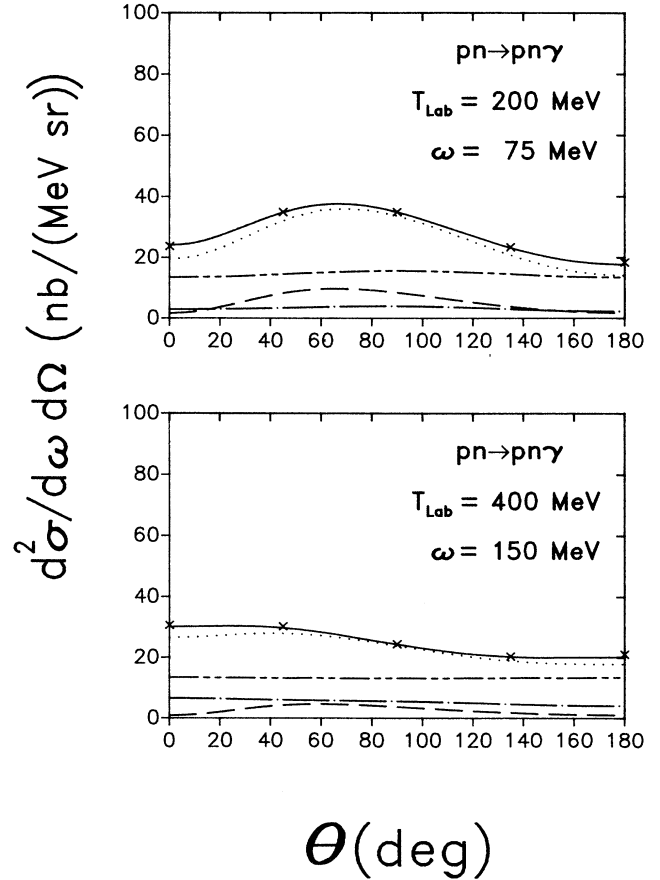 d²σ/dω dΩ (nb/(MeV sr))
100
80
60
40
20
0
pn→pnγ
T_Lab = 200 MeV
ω = 75 MeV
0 20 40 60 80 100 120 140 160 180
100
80
60
40
20
0
pn→pnγ
T_Lab = 400 MeV
ω = 150 MeV
0 20 40 60 80 100 120 140 160 180
θ(deg)